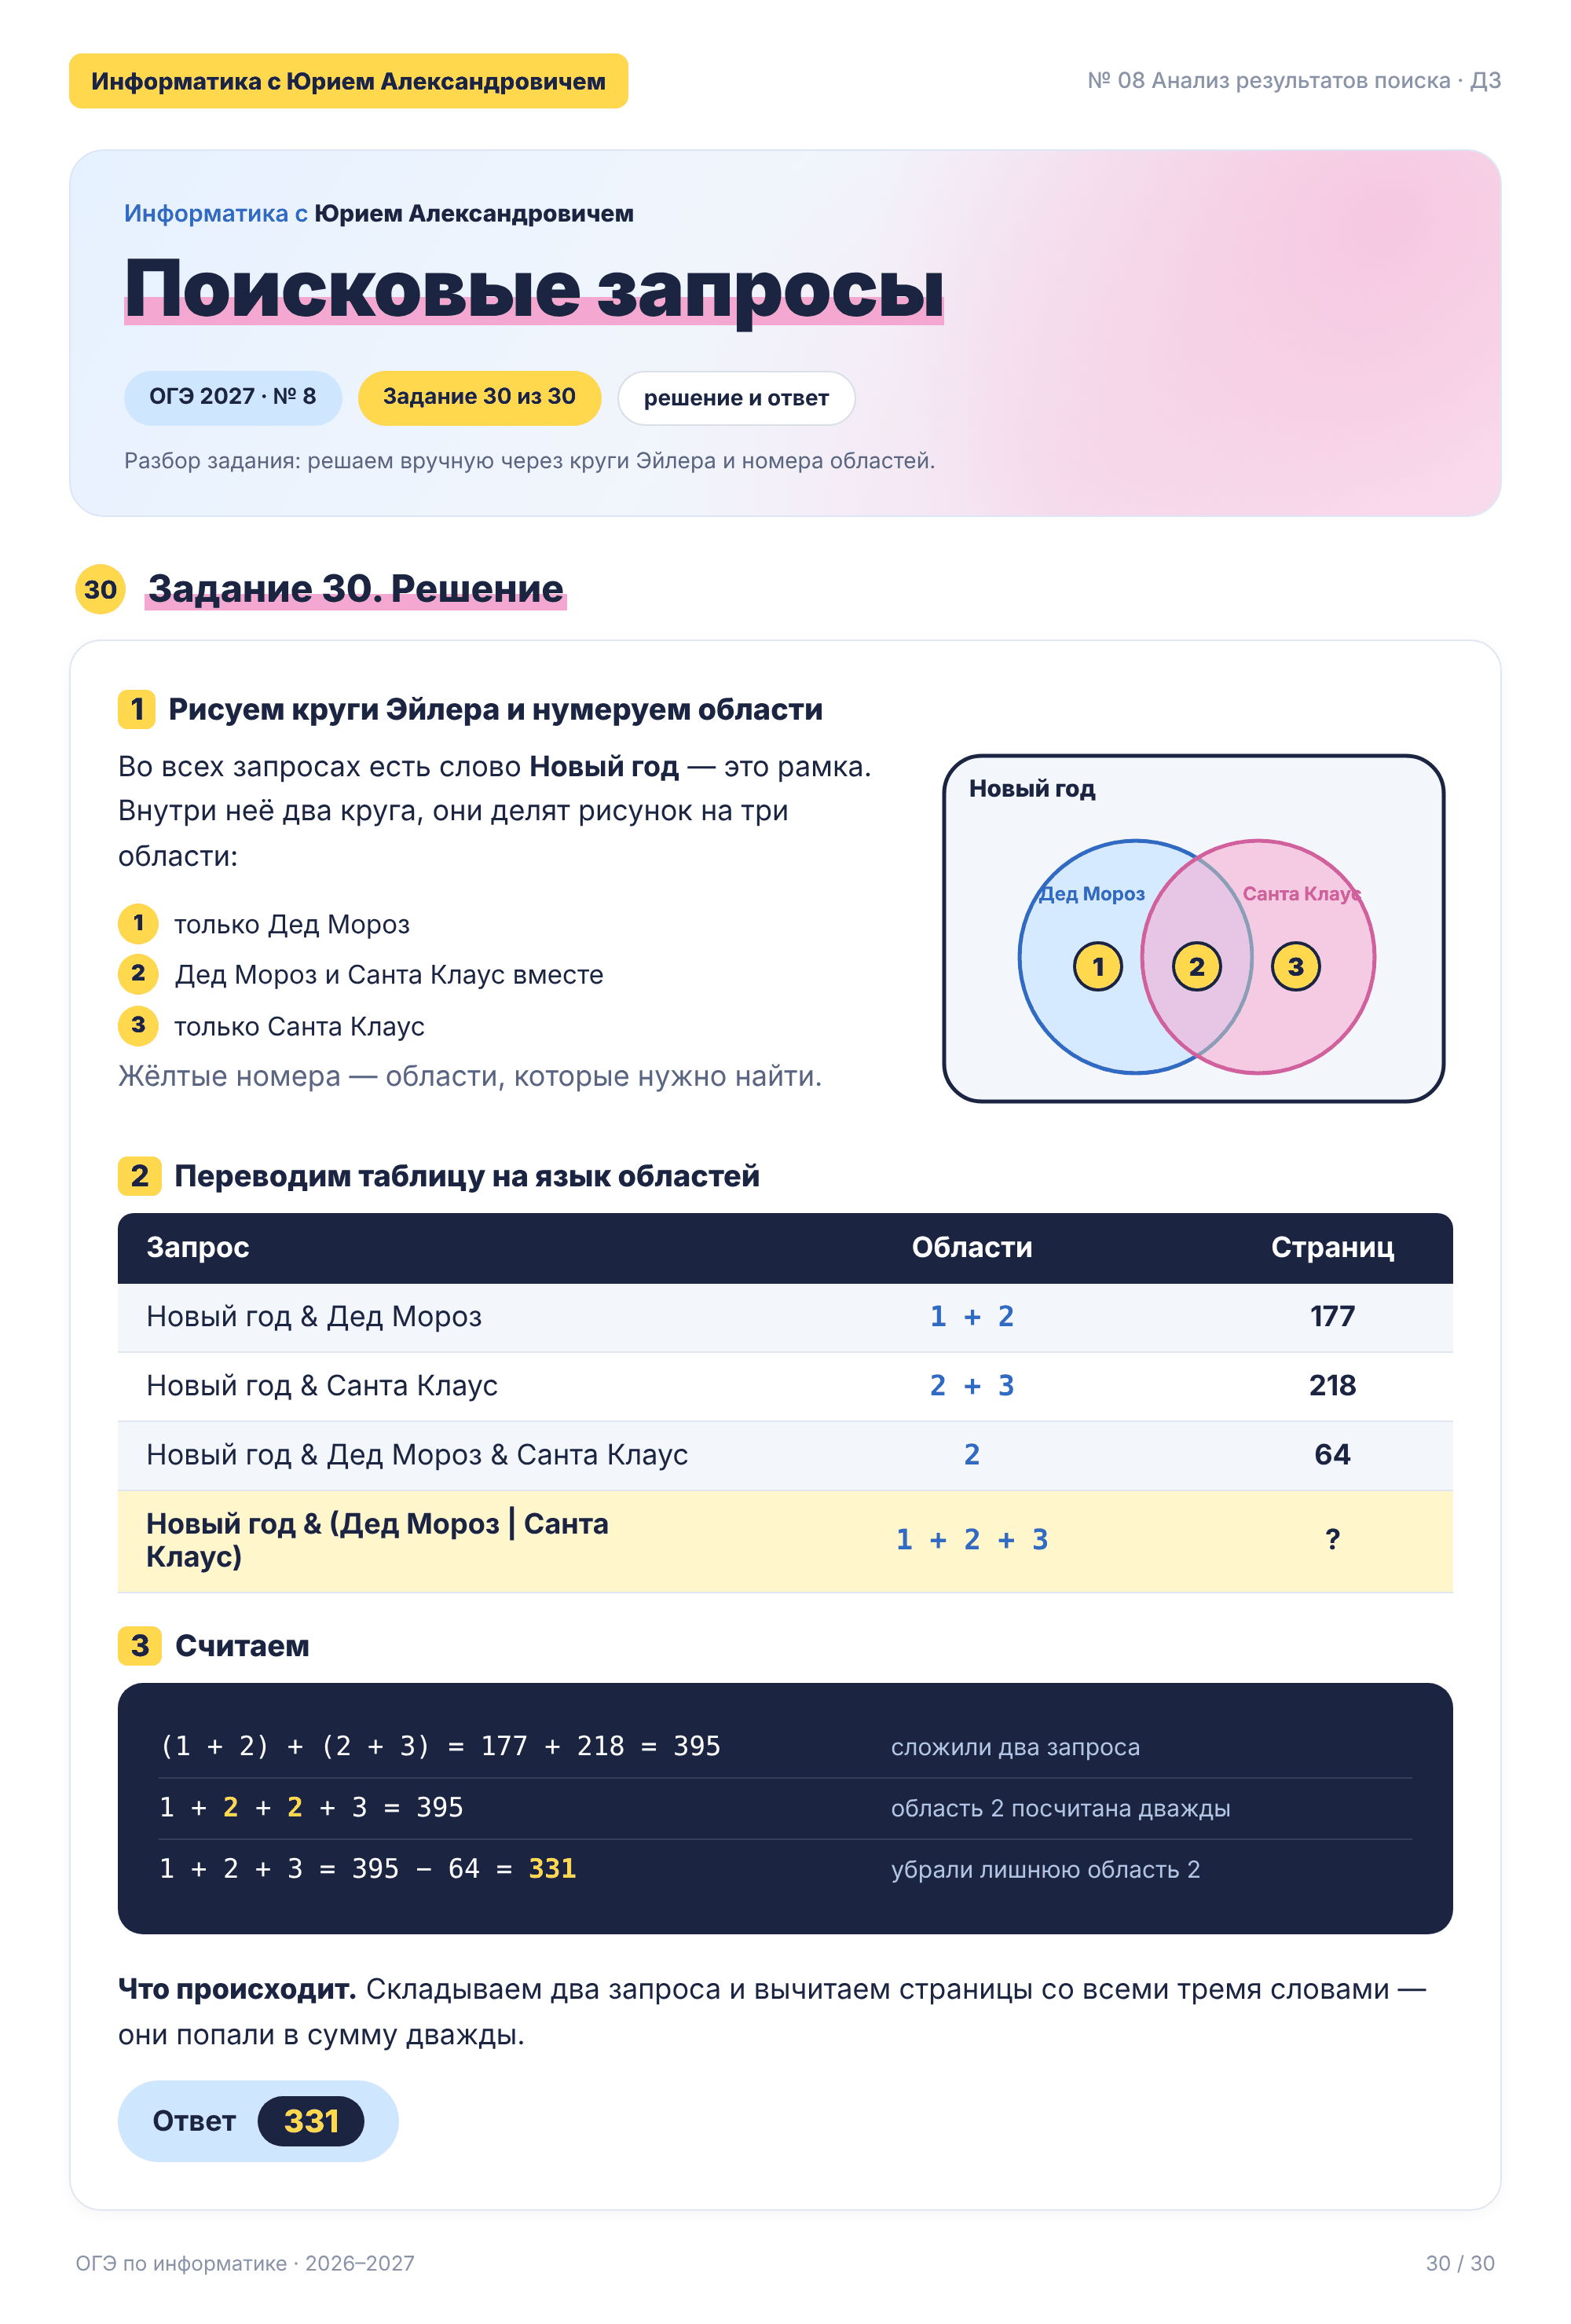 Информатика с Юрием Александровичем
№ 08 Анализ результатов поиска · ДЗ
Информатика с Юрием Александровичем
Поисковые запросы
ОГЭ 2027 · № 8
Задание 30 из 30
решение и ответ
Разбор задания: решаем вручную через круги Эйлера и номера областей.
30 Задание 30. Решение
1 Рисуем круги Эйлера и нумеруем области
Во всех запросах есть слово Новый год — это рамка.
Внутри неё два круга, они делят рисунок на три
области:
1 только Дед Мороз
2 Дед Мороз и Санта Клаус вместе
3 только Санта Клаус
Жёлтые номера — области, которые нужно найти.
Новый год
Дед Мороз Санта Клаус
1 2 3
2 Переводим таблицу на язык областей
Запрос Области Страниц
Новый год & Дед Мороз 1 + 2 177
Новый год & Санта Клаус 2 + 3 218
Новый год & Дед Мороз & Санта Клаус 2 64
Новый год & (Дед Мороз | Санта
Клаус) 1 + 2 + 3 ?
3 Считаем
(1 + 2) + (2 + 3) = 177 + 218 = 395 сложили два запроса
1 + 2 + 2 + 3 = 395 область 2 посчитана дважды
1 + 2 + 3 = 395 − 64 = 331 убрали лишнюю область 2
Что происходит. Складываем два запроса и вычитаем страницы со всеми тремя словами —
они попали в сумму дважды.
Ответ 331
ОГЭ по информатике · 2026–2027
30 / 30